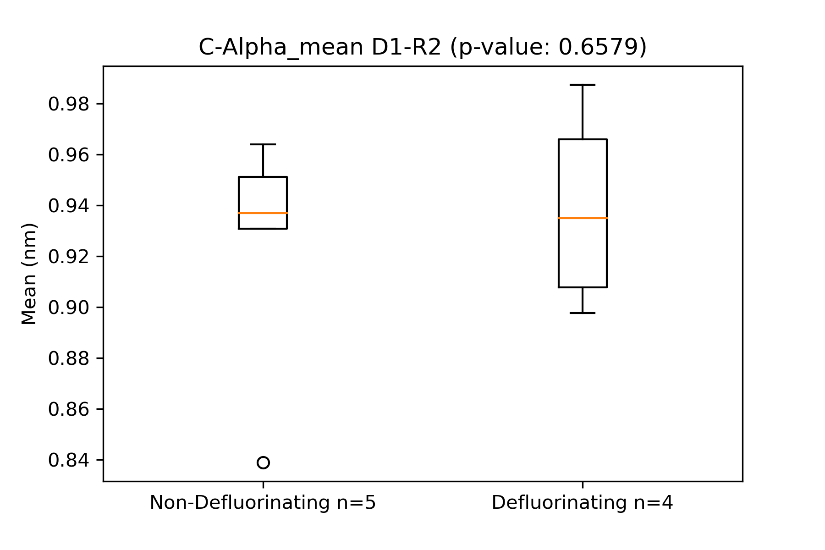 C-Alpha_mean D1-R2 (p-value: 0.6579)
0.98
0.96
0.94
0.92
0.90
0.88
0.86
0.84
Mean (nm)
Non-Defluorinating n=5
Defluorinating n=4